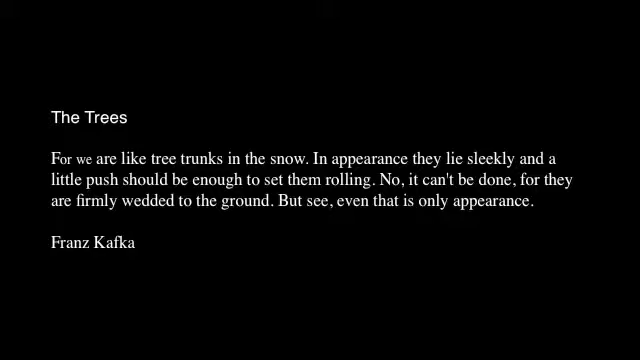 The Trees
For we are like tree trunks in the snow. In appearance they lie sleekly and a
little push should be enough to set them rolling. No, it can't be done, for they
are firmly wedded to the ground. But see, even that is only appearance.
Franz Kafka